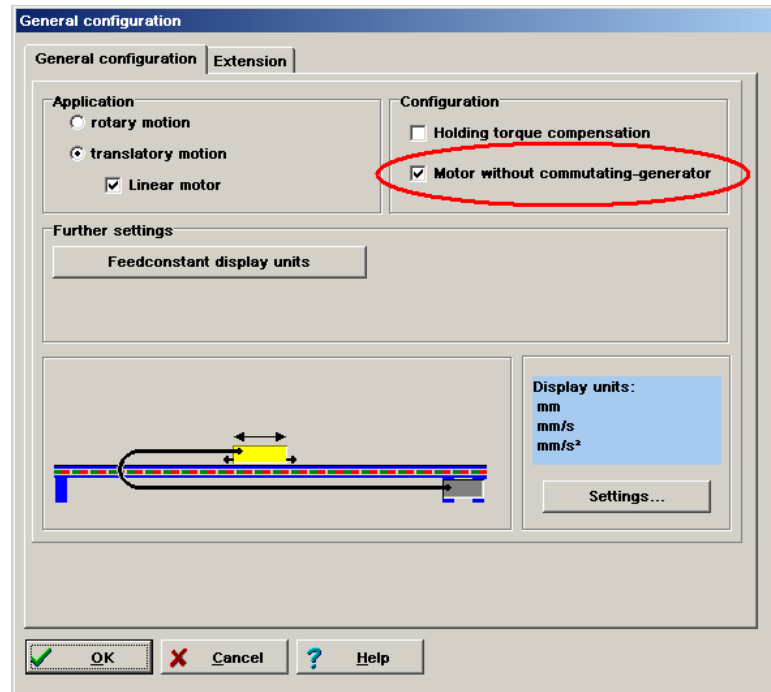 General configuration
General configuration Extension
Application
rotary motion
translatory motion
Linear motor
Configuration
Holding torque compensation
Motor without commutating-generator
Further settings
Feedconstant display units
Display units:
mm
mm/s
mm/s²
Settings...
OK Cancel Help